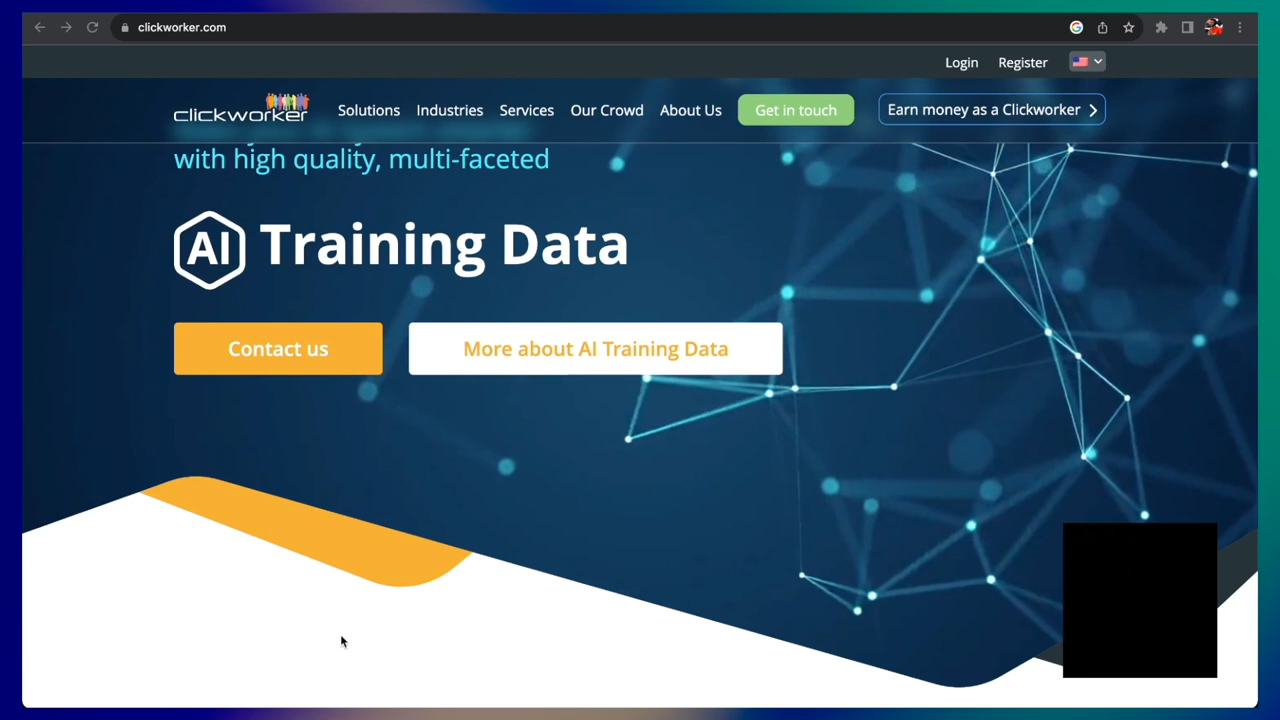 clickworker.com
Login Register
clickworker Solutions Industries Services Our Crowd About Us Get in touch Earn money as a Clickworker
with high quality, multi-faceted
AI Training Data
Contact us More about AI Training Data